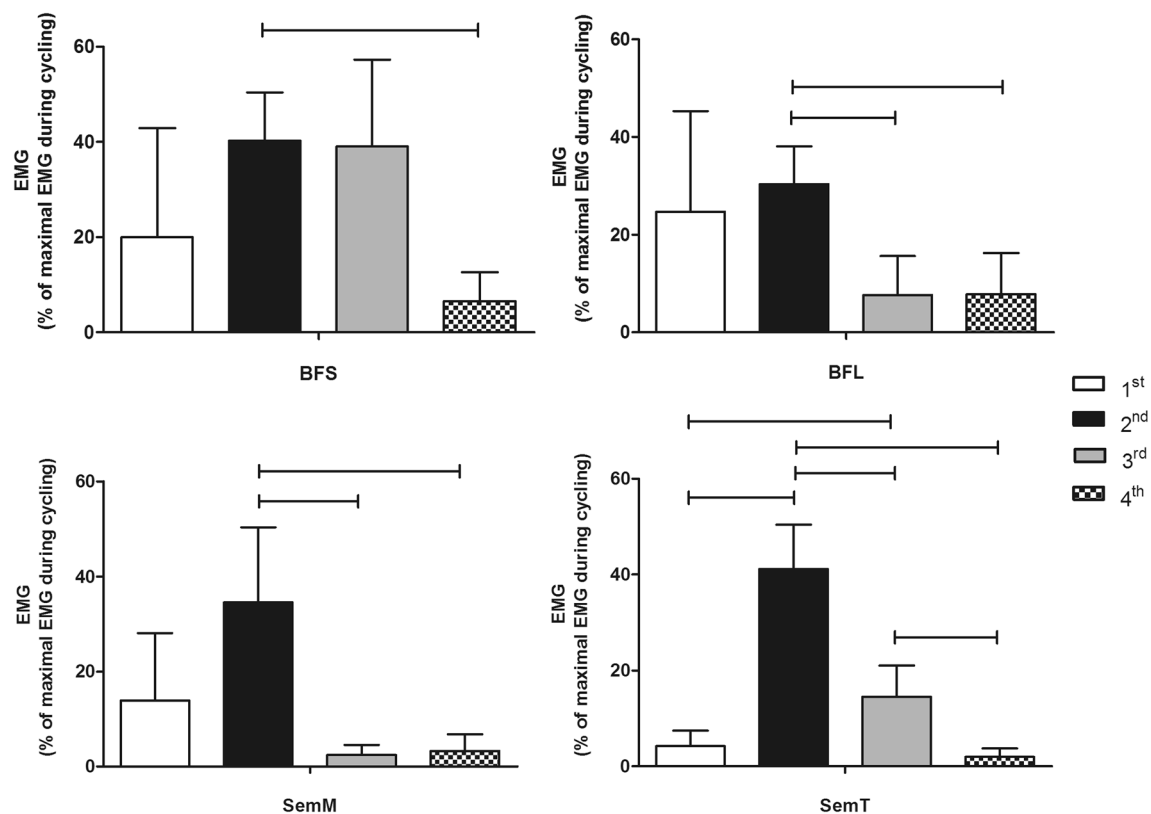 EMG
(% of maximal EMG during cycling)
60
40
20
0
BFS
EMG
(% of maximal EMG during cycling)
60
40
20
0
BFL
1st
2nd
3rd
4th
EMG
(% of maximal EMG during cycling)
60
40
20
0
SemM
EMG
(% of maximal EMG during cycling)
60
40
20
0
SemT